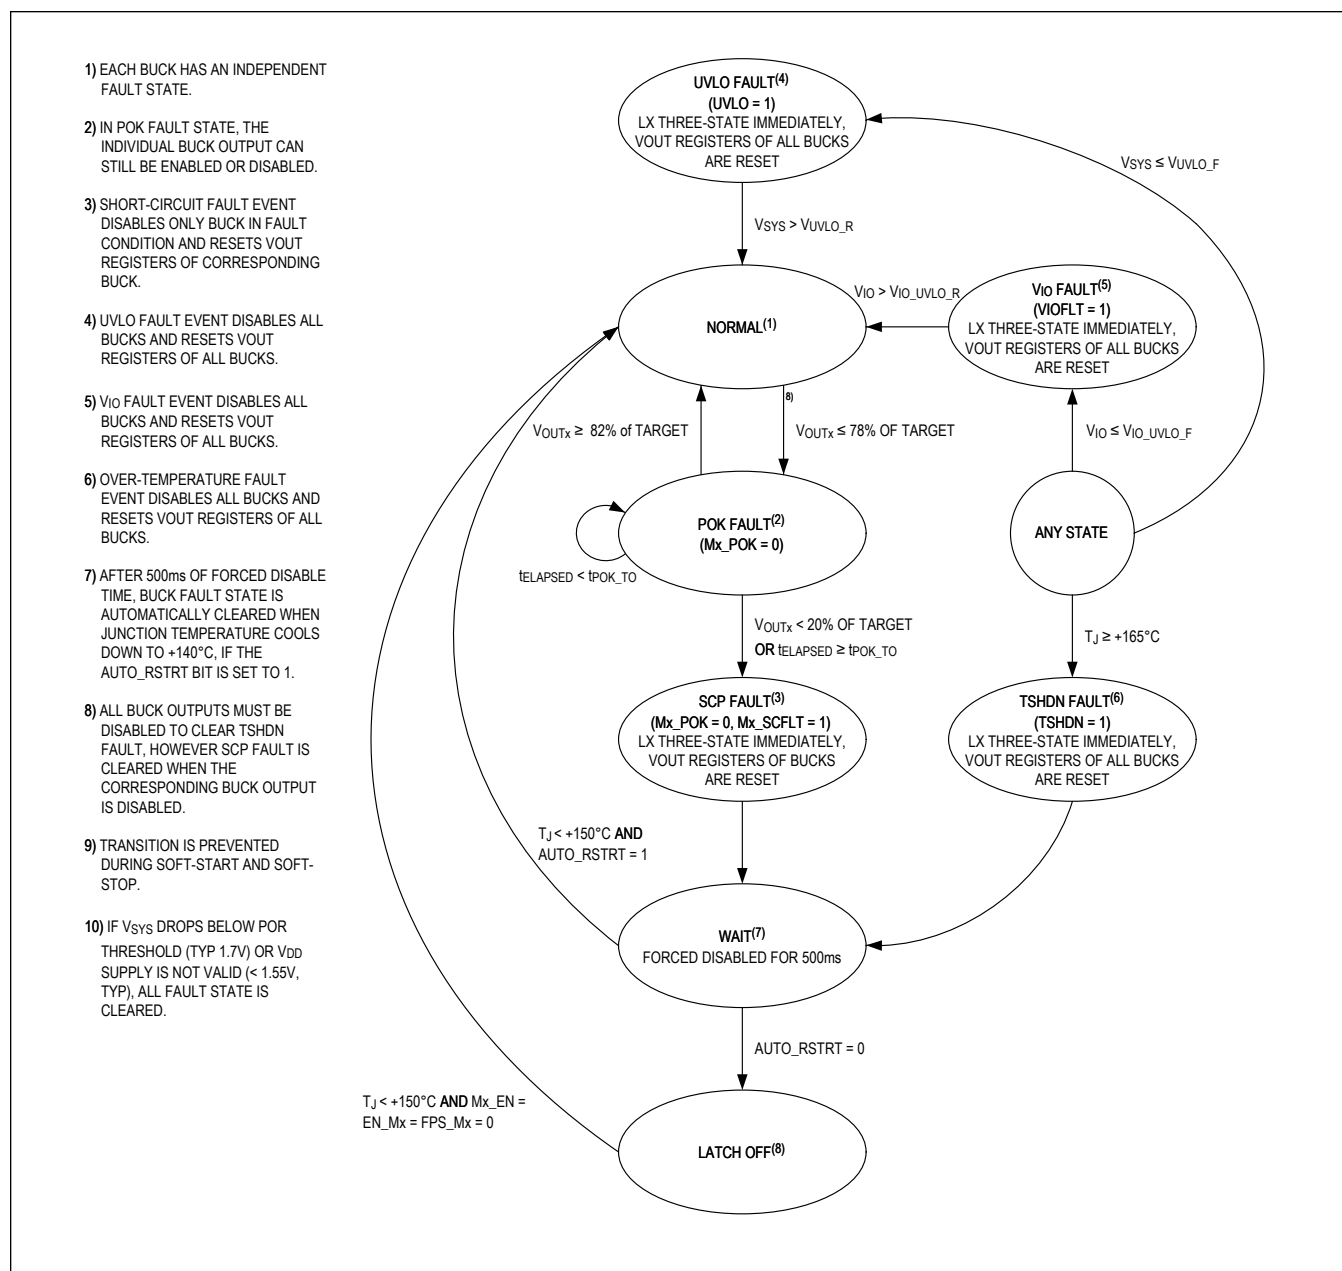 1) EACH BUCK HAS AN INDEPENDENT
FAULT STATE.
2) IN POK FAULT STATE, THE
INDIVIDUAL BUCK OUTPUT CAN
STILL BE ENABLED OR DISABLED.
3) SHORT-CIRCUIT FAULT EVENT
DISABLES ONLY BUCK IN FAULT
CONDITION AND RESETS VOUT
REGISTERS OF CORRESPONDING
BUCK.
4) UVLO FAULT EVENT DISABLES ALL
BUCKS AND RESETS VOUT
REGISTERS OF ALL BUCKS.
5) VIO FAULT EVENT DISABLES ALL
BUCKS AND RESETS VOUT
REGISTERS OF ALL BUCKS.
6) OVER-TEMPERATURE FAULT
EVENT DISABLES ALL BUCKS AND
RESETS VOUT REGISTERS OF ALL
BUCKS.
7) AFTER 500ms OF FORCED DISABLE
TIME, BUCK FAULT STATE IS
AUTOMATICALLY CLEARED WHEN
JUNCTION TEMPERATURE COOLS
DOWN TO +140°C, IF THE
AUTO_RSTRT BIT IS SET TO 1.
8) ALL BUCK OUTPUTS MUST BE
DISABLED TO CLEAR TSHDN
FAULT, HOWEVER SCP FAULT IS
CLEARED WHEN THE
CORRESPONDING BUCK OUTPUT
IS DISABLED.
9) TRANSITION IS PREVENTED
DURING SOFT-START AND SOFT-
STOP.
10) IF VSYS DROPS BELOW POR
THRESHOLD (TYP 1.7V) OR VDD
SUPPLY IS NOT VALID (< 1.55V,
TYP), ALL FAULT STATE IS
CLEARED.
UVLO FAULT(4)
(UVLO = 1)
LX THREE-STATE IMMEDIATELY,
VOUT REGISTERS OF ALL BUCKS
ARE RESET
VSYS ≤ VUVLO_F
VSYS > VUVLO_R
NORMAL(1)
VIO > VIO_UVLO_R
VIO FAULT(5)
(VIOFLT = 1)
LX THREE-STATE IMMEDIATELY,
VOUT REGISTERS OF ALL BUCKS
ARE RESET
8)
VOUTx ≥ 82% of TARGET
VOUTx ≤ 78% OF TARGET
VIO ≤ VIO_UVLO_F
POK FAULT(2)
(Mx_POK = 0)
ANY STATE
tELAPSED < tPOK_TO
VOUTx < 20% OF TARGET
OR tELAPSED ≥ tPOK_TO
TJ ≥ +165°C
SCP FAULT(3)
(Mx_POK = 0, Mx_SCFLT = 1)
LX THREE-STATE IMMEDIATELY,
VOUT REGISTERS OF BUCKS
ARE RESET
TSHDN FAULT(6)
(TSHDN = 1)
LX THREE-STATE IMMEDIATELY,
VOUT REGISTERS OF ALL BUCKS
ARE RESET
TJ < +150°C AND
AUTO_RSTRT = 1
WAIT(7)
FORCED DISABLED FOR 500ms
AUTO_RSTRT = 0
TJ < +150°C AND Mx_EN =
EN_Mx = FPS_Mx = 0
LATCH OFF(8)